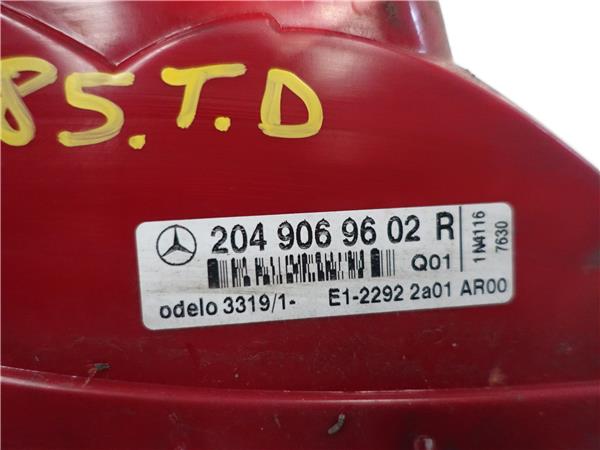 85.T.D
204 906 96 02 R
Q01
odelo 3319/1- E1-2292 2a01 AR00
1N4116
7630